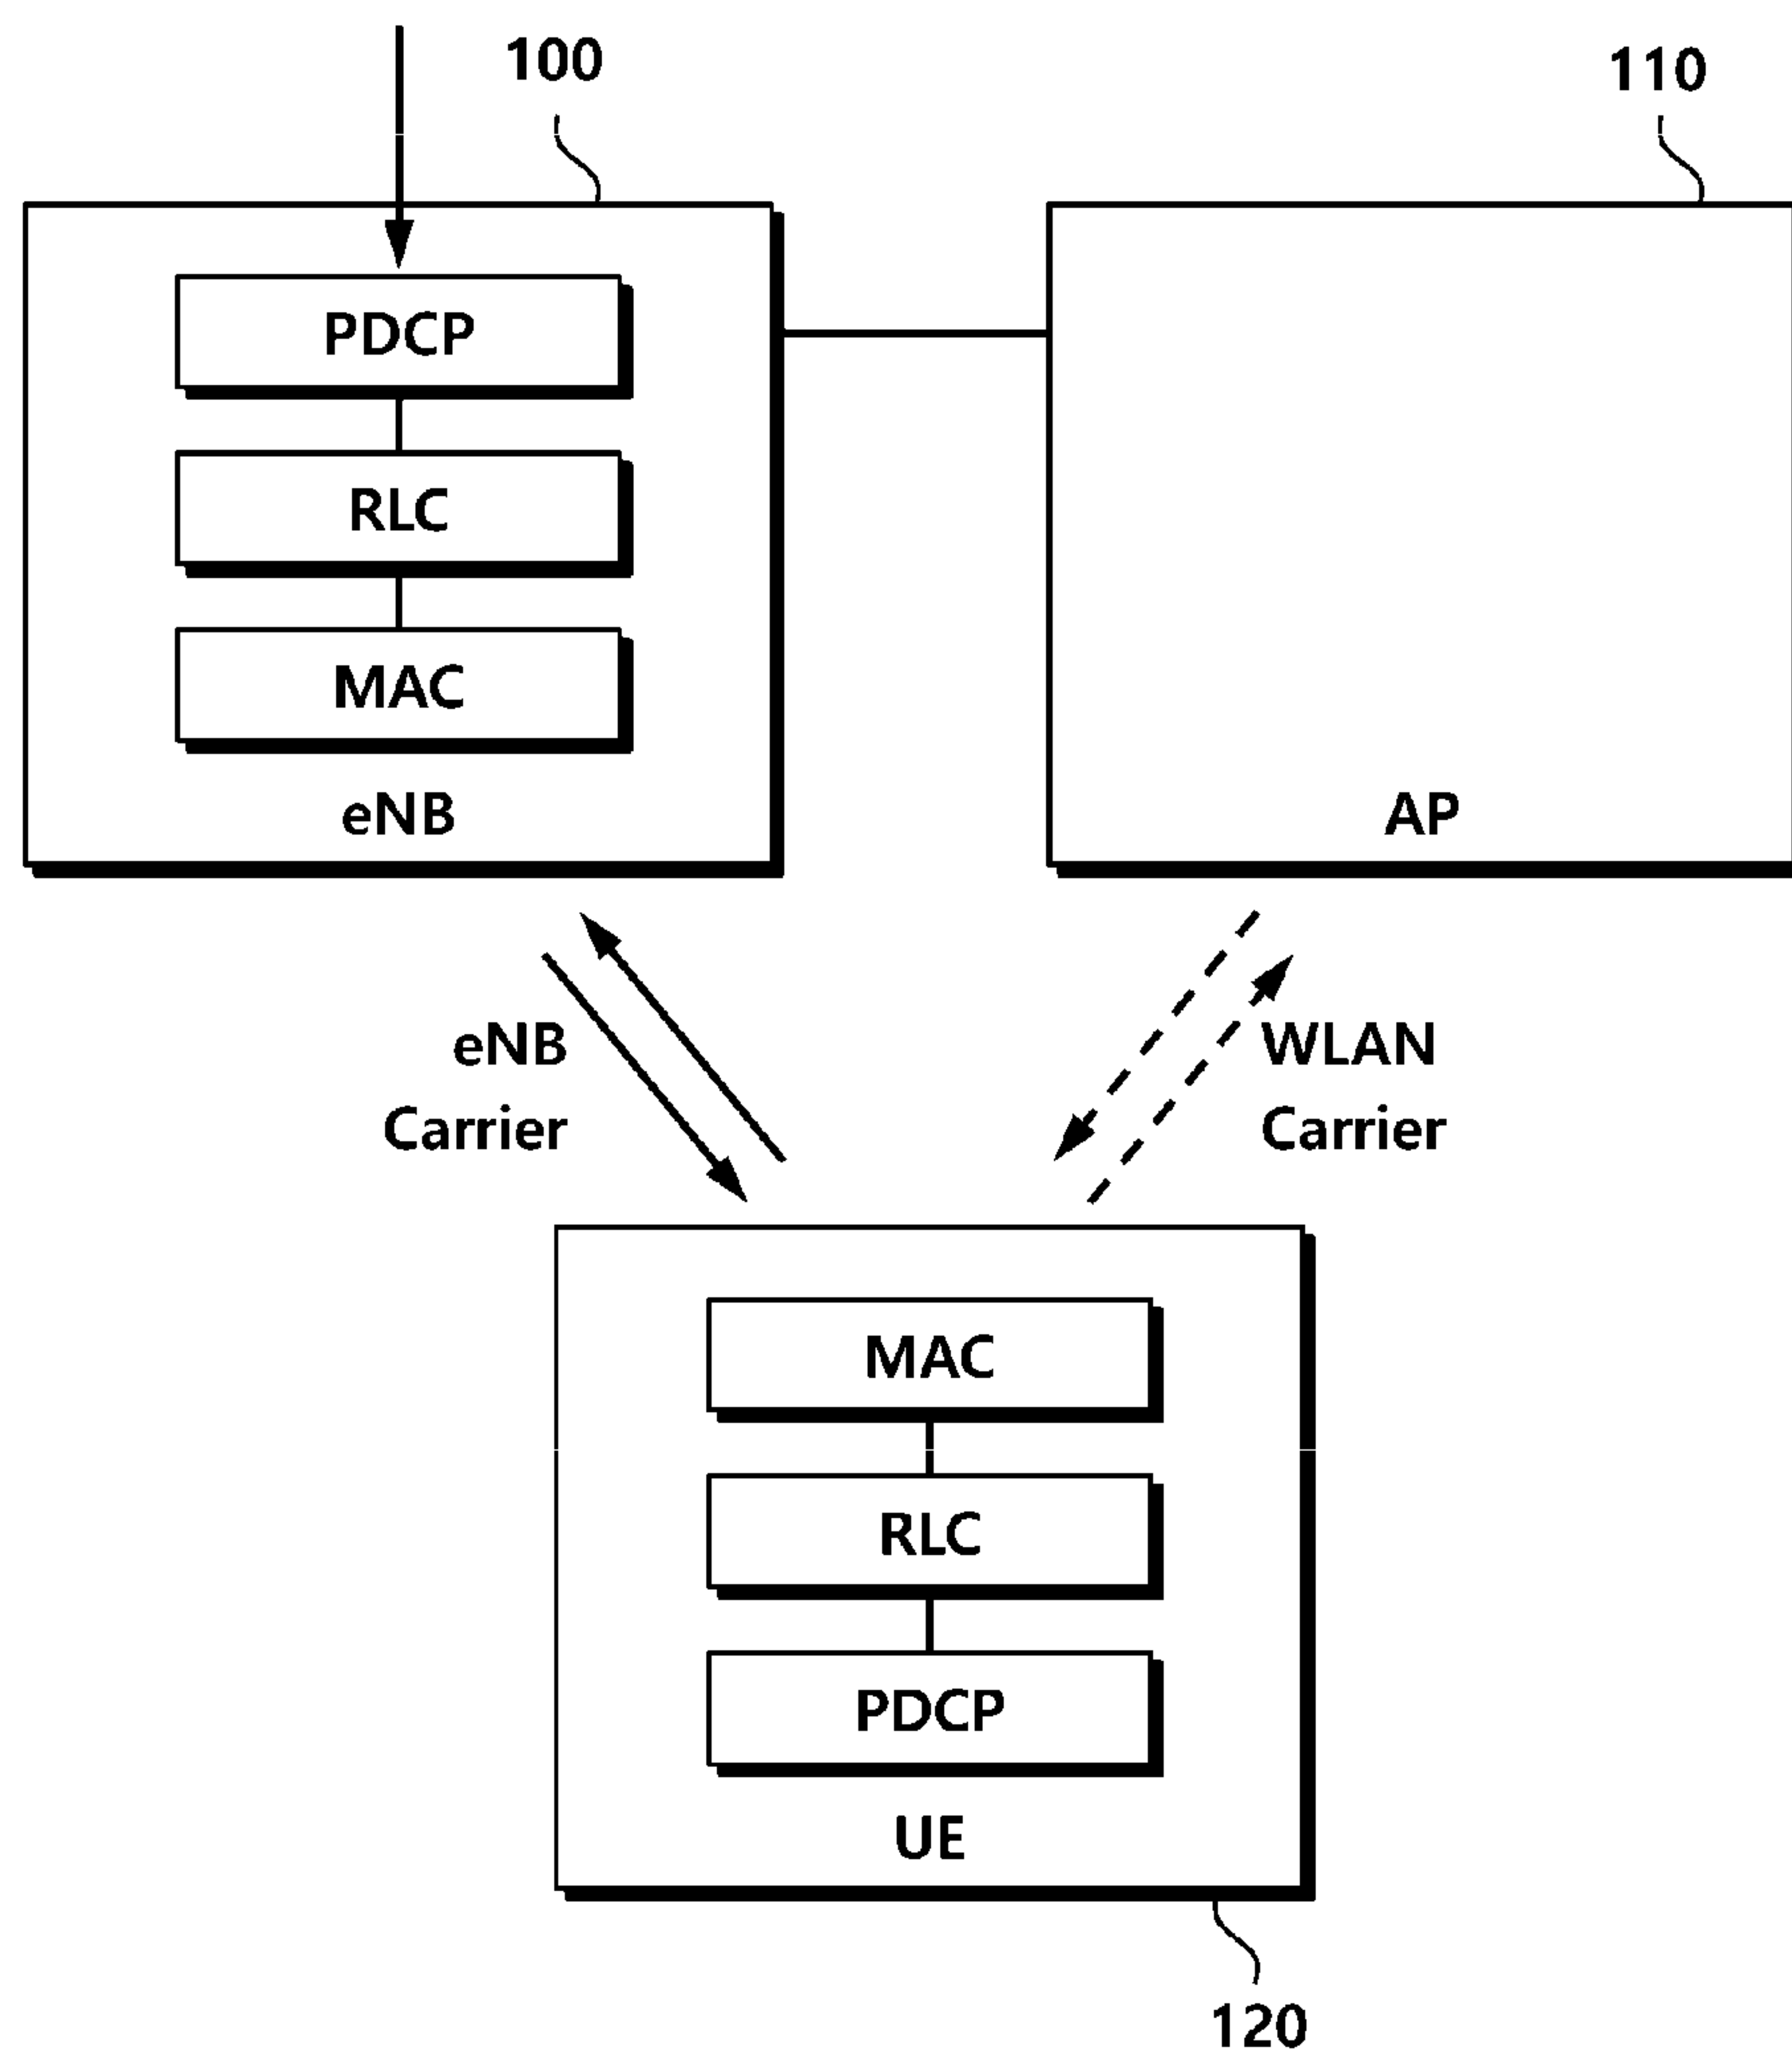 100
110
PDCP
RLC
MAC
eNB
AP
eNB
Carrier
WLAN
Carrier
MAC
RLC
PDCP
UE
120